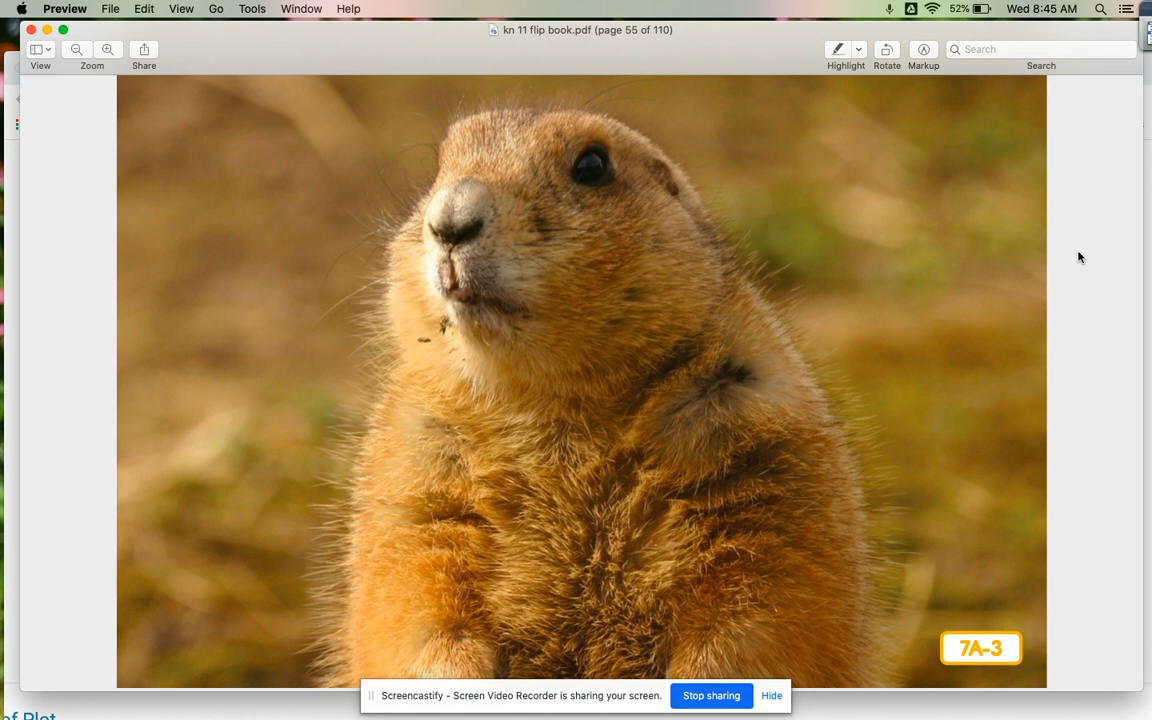 Preview File Edit View Go Tools Window Help 52% Wed 8:45 AM
kn 11 flip book.pdf (page 55 of 110)
Search
View Zoom Share Highlight Rotate Markup Search
7A-3
Screencastify - Screen Video Recorder is sharing your screen. Stop sharing Hide
of Plot